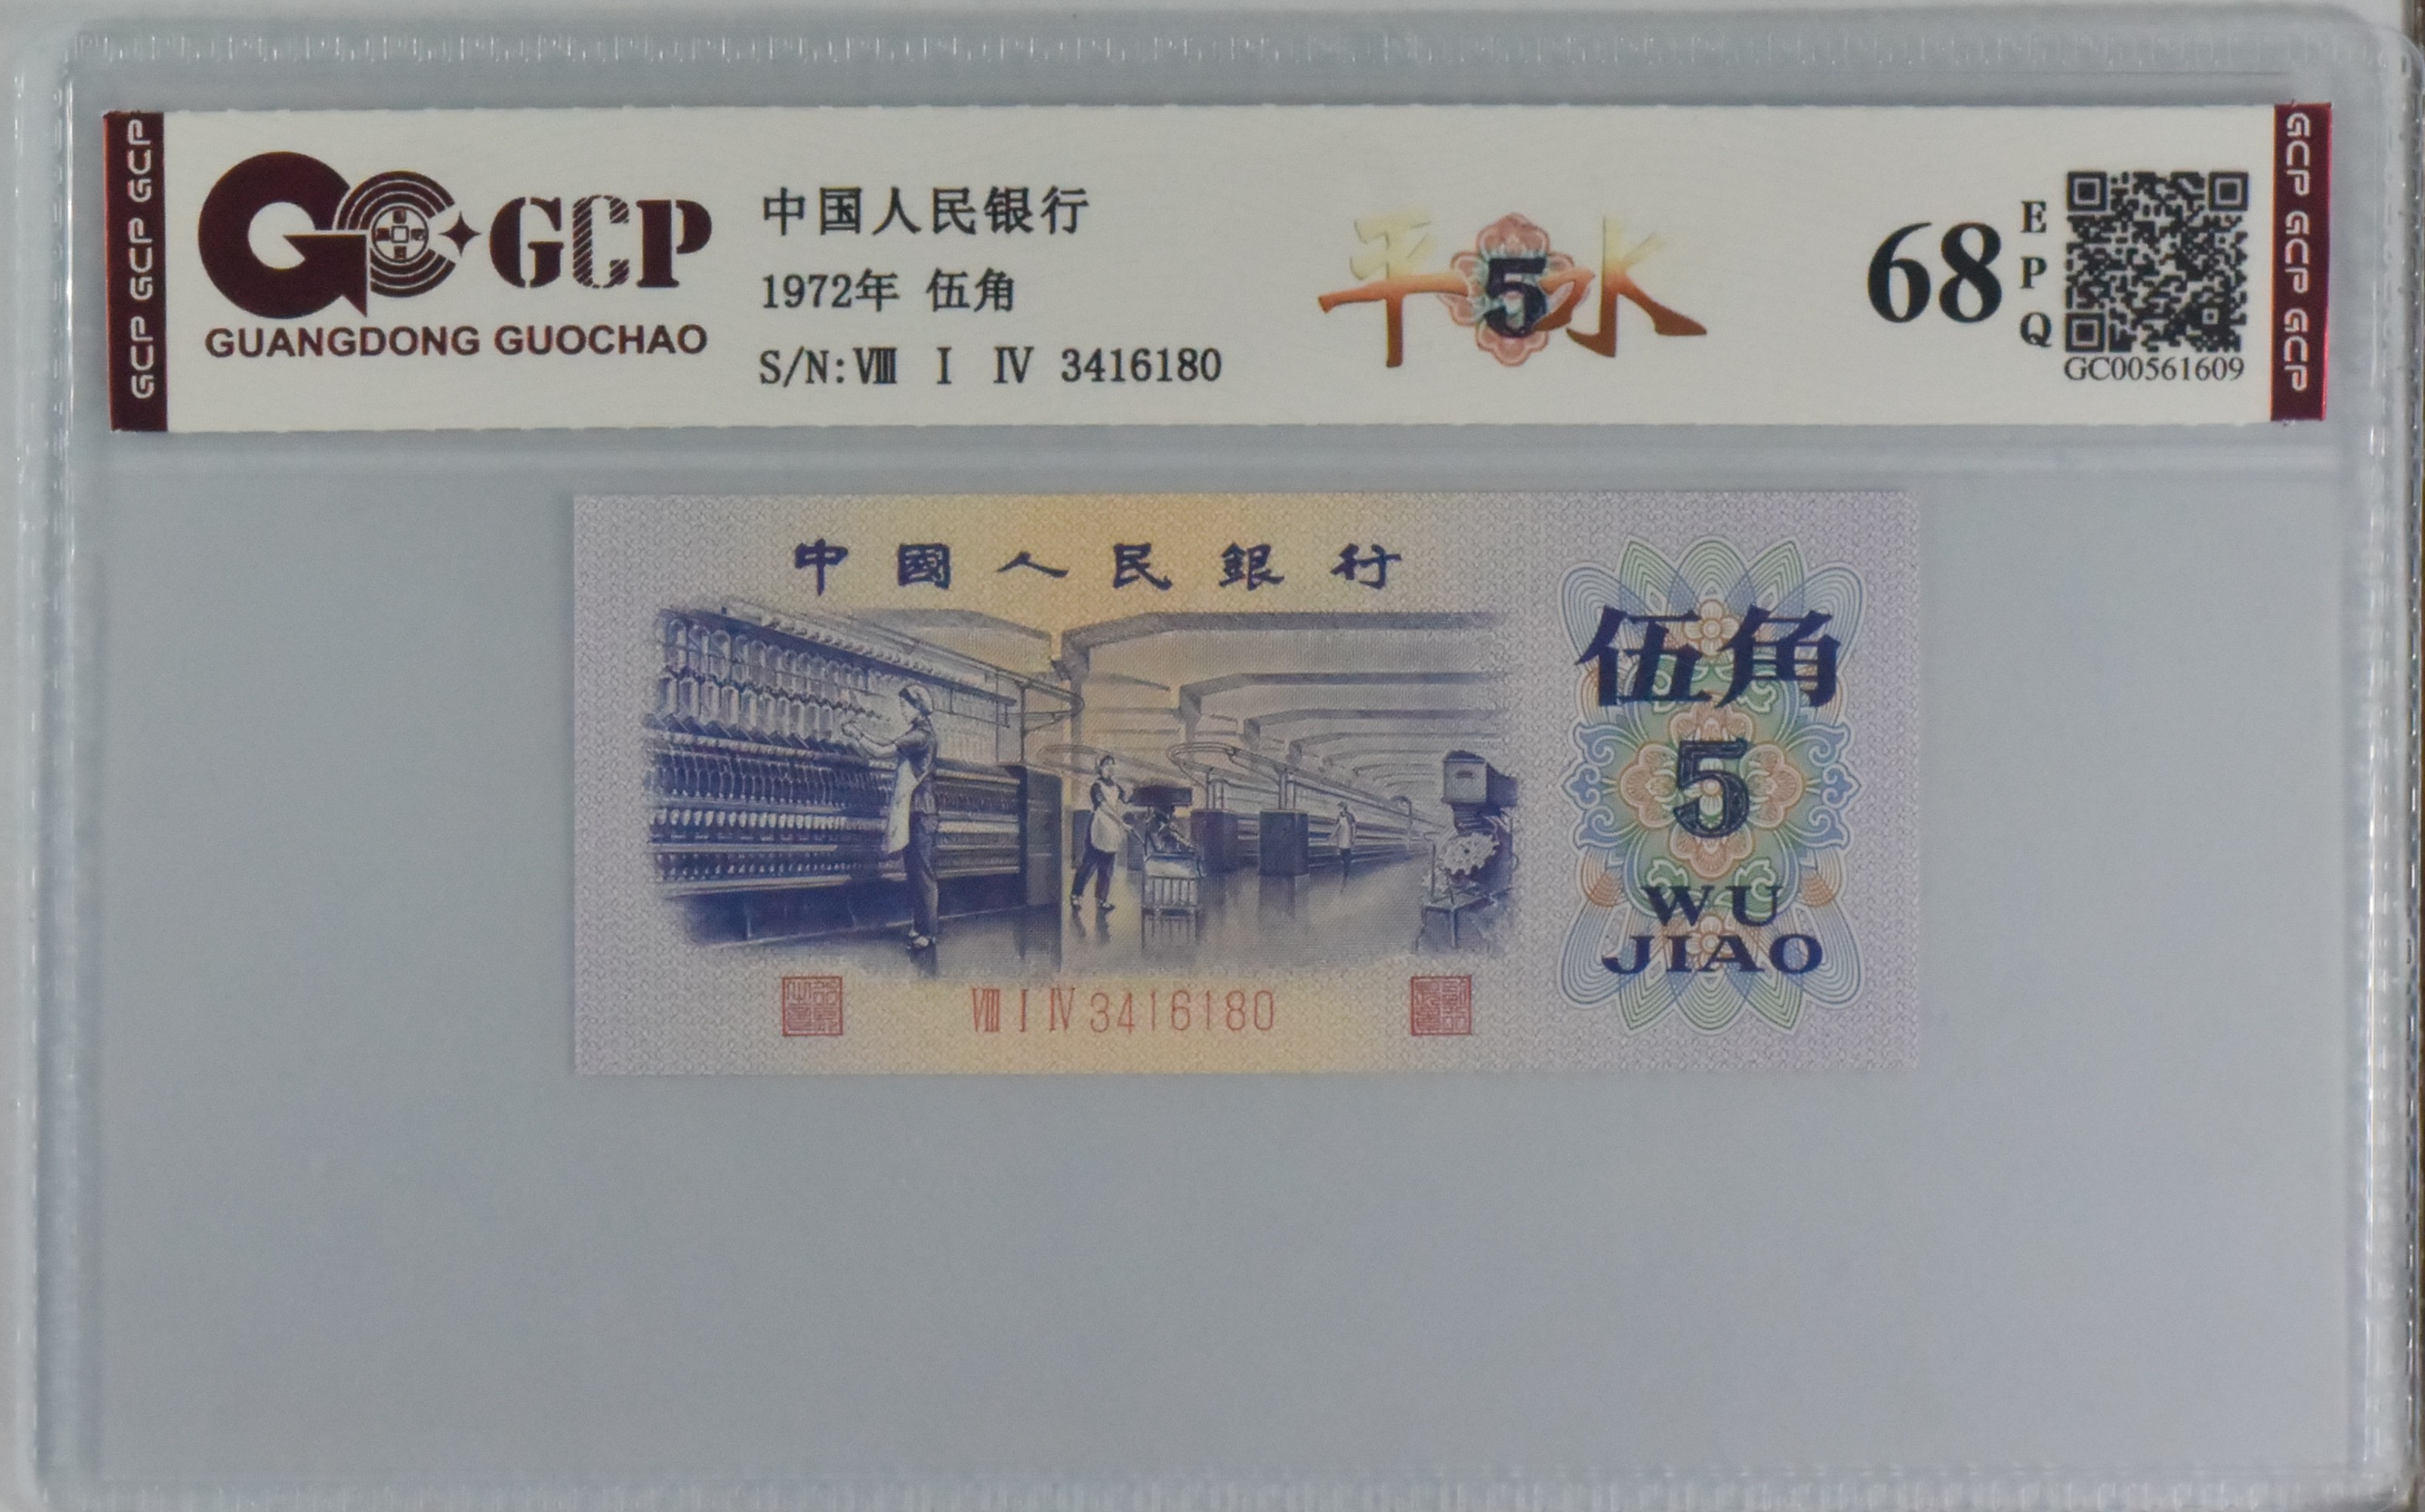 GCP GCP GCP
GCP
GUANGDONG GUOCHAO
中国人民银行
1972年 伍角
S/N:Ⅷ Ⅰ Ⅳ 3416180
平5水
68
EPQ
GC00561609
GCP GCP GCP
中國人民銀行
伍角
5
WU
JIAO
Ⅷ Ⅰ Ⅳ 3416180